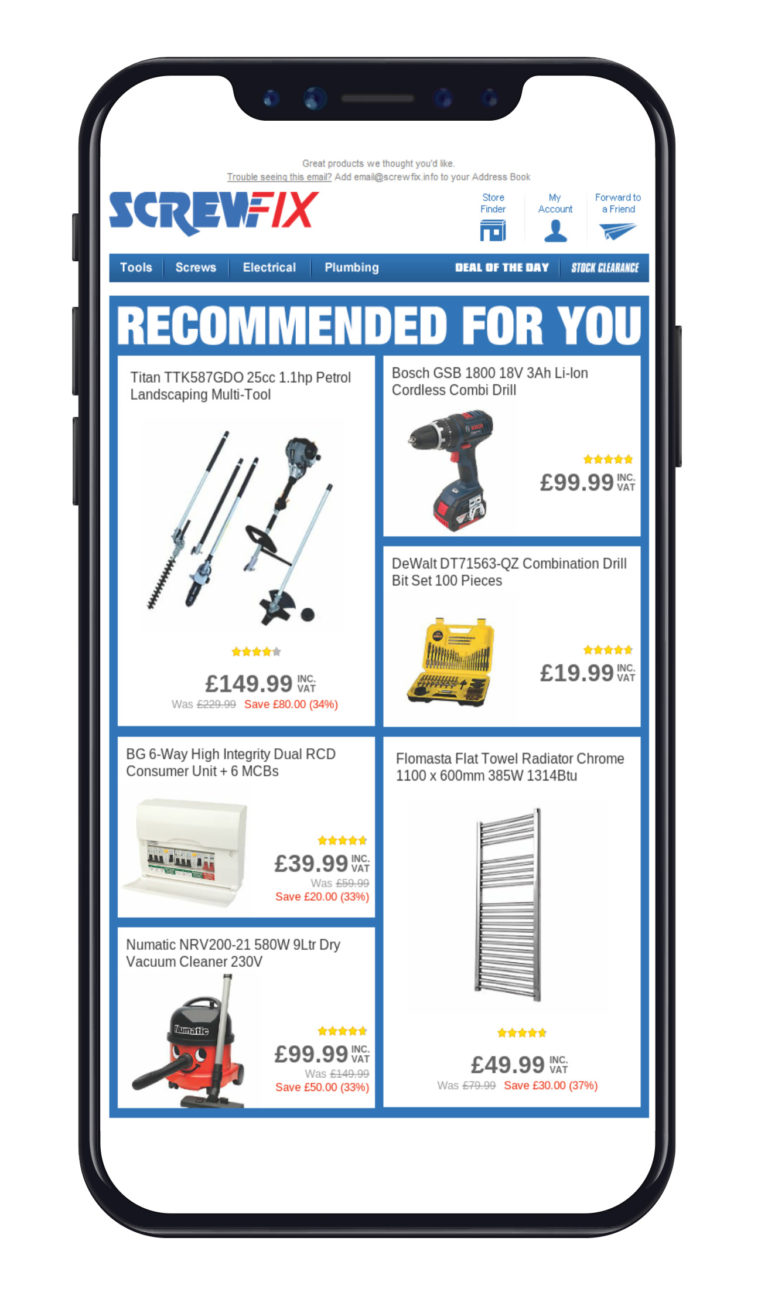 Great products we thought you'd like.
Trouble seeing this email? Add email@screwfix.info to your Address Book
SCREWFIX
Store
Finder
My
Account
Forward to
a Friend
Tools
Screws
Electrical
Plumbing
DEAL OF THE DAY
STOCK CLEARANCE
RECOMMENDED FOR YOU
Titan TTK587GDO 25cc 1.1hp Petrol
Landscaping Multi-Tool
£149.99 INC. VAT
Was £229.99 Save £80.00 (34%)
Bosch GSB 1800 18V 3Ah Li-Ion
Cordless Combi Drill
£99.99 INC. VAT
DeWalt DT71563-QZ Combination Drill
Bit Set 100 Pieces
£19.99 INC. VAT
BG 6-Way High Integrity Dual RCD
Consumer Unit + 6 MCBs
£39.99 INC. VAT
Was £59.99
Save £20.00 (33%)
Flomasta Flat Towel Radiator Chrome
1100 x 600mm 385W 1314Btu
£49.99 INC. VAT
Was £79.99 Save £30.00 (37%)
Numatic NRV200-21 580W 9Ltr Dry
Vacuum Cleaner 230V
Numatic
£99.99 INC. VAT
Was £149.99
Save £50.00 (33%)